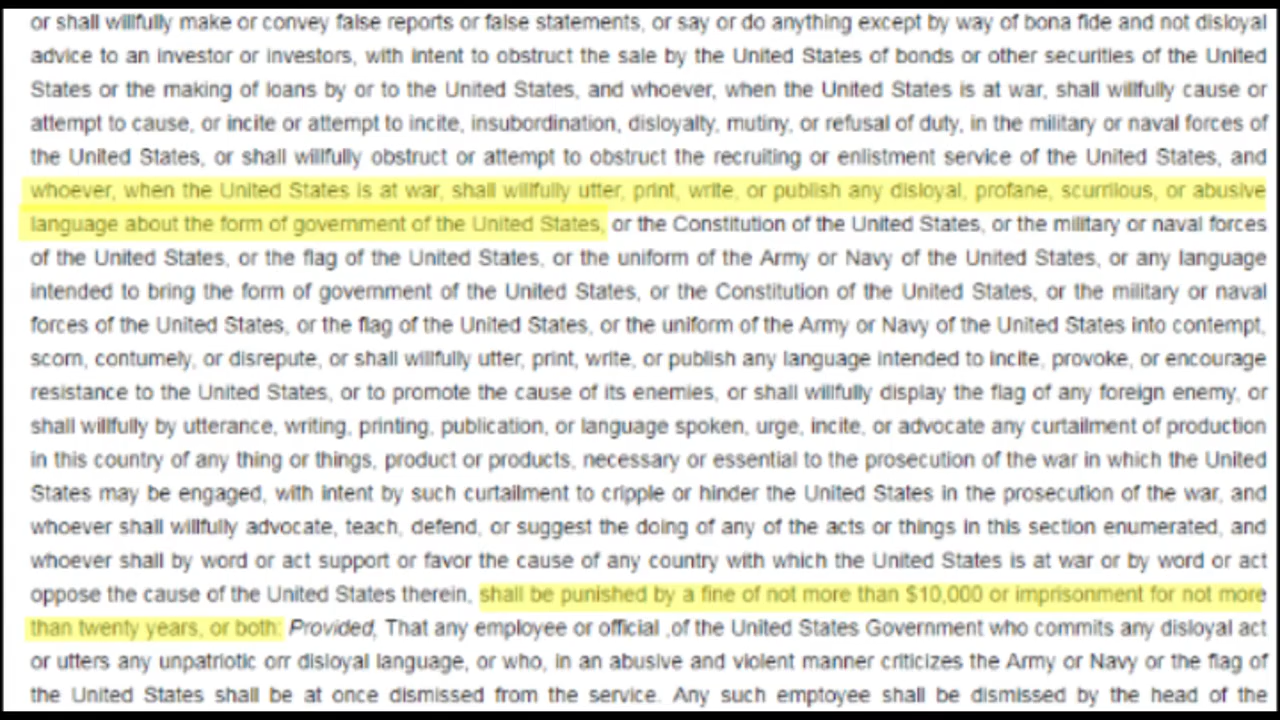 or shall willfully make or convey false reports or false statements, or say or do anything except by way of bona fide and not disloyal
advice to an investor or investors, with intent to obstruct the sale by the United States of bonds or other securities of the United
States or the making of loans by or to the United States, and whoever, when the United States is at war, shall willfully cause or
attempt to cause, or incite or attempt to incite, insubordination, disloyalty, mutiny, or refusal of duty, in the military or naval forces of
the United States, or shall willfully obstruct or attempt to obstruct the recruiting or enlistment service of the United States, and
whoever, when the United States is at war, shall willfully utter, print, write, or publish any disloyal, profane, scurrilous, or abusive
language about the form of government of the United States, or the Constitution of the United States, or the military or naval forces
of the United States, or the flag of the United States, or the uniform of the Army or Navy of the United States, or any language
intended to bring the form of government of the United States, or the Constitution of the United States, or the military or naval
forces of the United States, or the flag of the United States, or the uniform of the Army or Navy of the United States into contempt,
scorn, contumely, or disrepute, or shall willfully utter, print, write, or publish any language intended to incite, provoke, or encourage
resistance to the United States, or to promote the cause of its enemies, or shall willfully display the flag of any foreign enemy, or
shall willfully by utterance, writing, printing, publication, or language spoken, urge, incite, or advocate any curtailment of production
in this country of any thing or things, product or products, necessary or essential to the prosecution of the war in which the United
States may be engaged, with intent by such curtailment to cripple or hinder the United States in the prosecution of the war, and
whoever shall willfully advocate, teach, defend, or suggest the doing of any of the acts or things in this section enumerated, and
whoever shall by word or act support or favor the cause of any country with which the United States is at war or by word or act
oppose the cause of the United States therein, shall be punished by a fine of not more than $10,000 or imprisonment for not more
than twenty years, or both: Provided, That any employee or official ,of the United States Government who commits any disloyal act
or utters any unpatriotic orr disloyal language, or who, in an abusive and violent manner criticizes the Army or Navy or the flag of
the United States shall be at once dismissed from the service. Any such employee shall be dismissed by the head of the